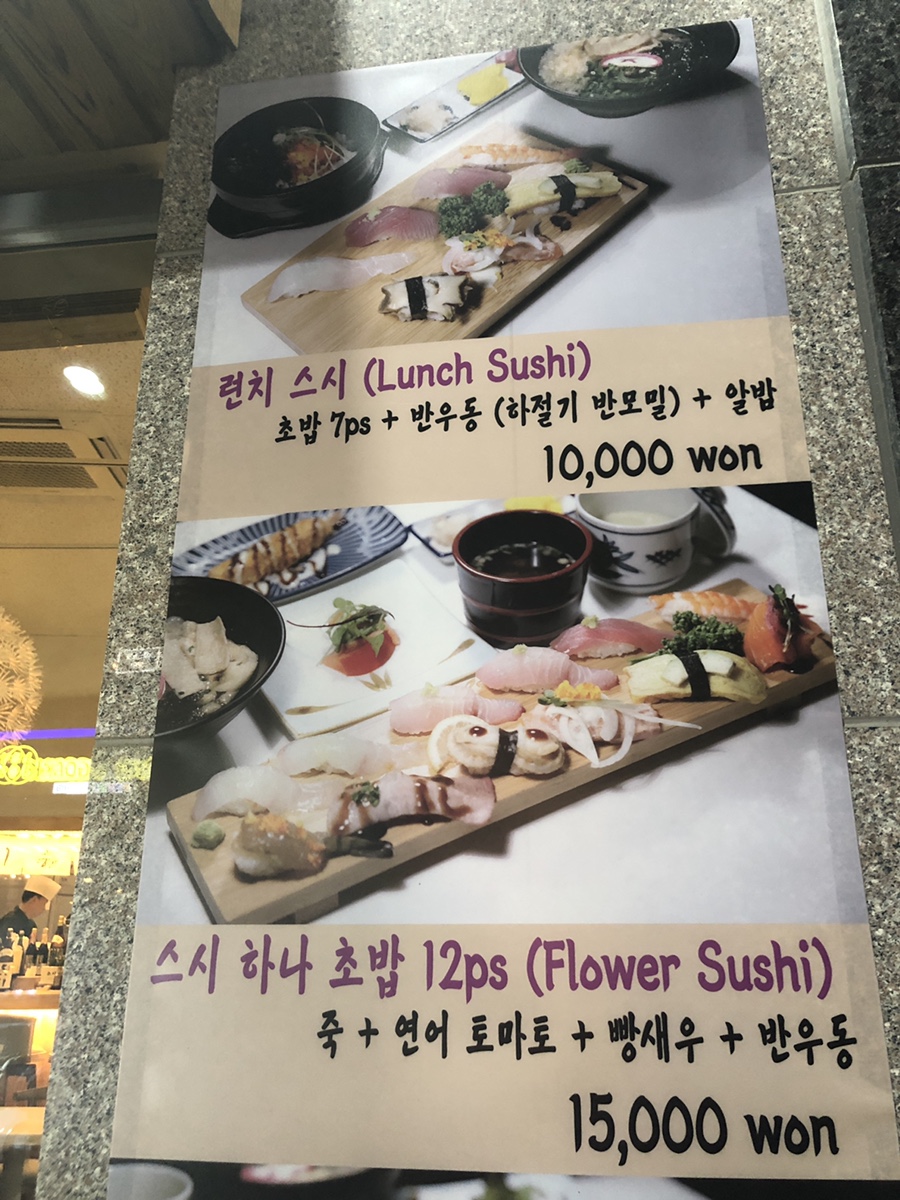 런치 스시 (Lunch Sushi)
초밥 7ps + 반우동 (하절기 반모밀) + 알밥
10,000 won
스시 하나 초밥 12ps (Flower Sushi)
죽 + 연어 토마토 + 빵새우 + 반우동
15,000 won